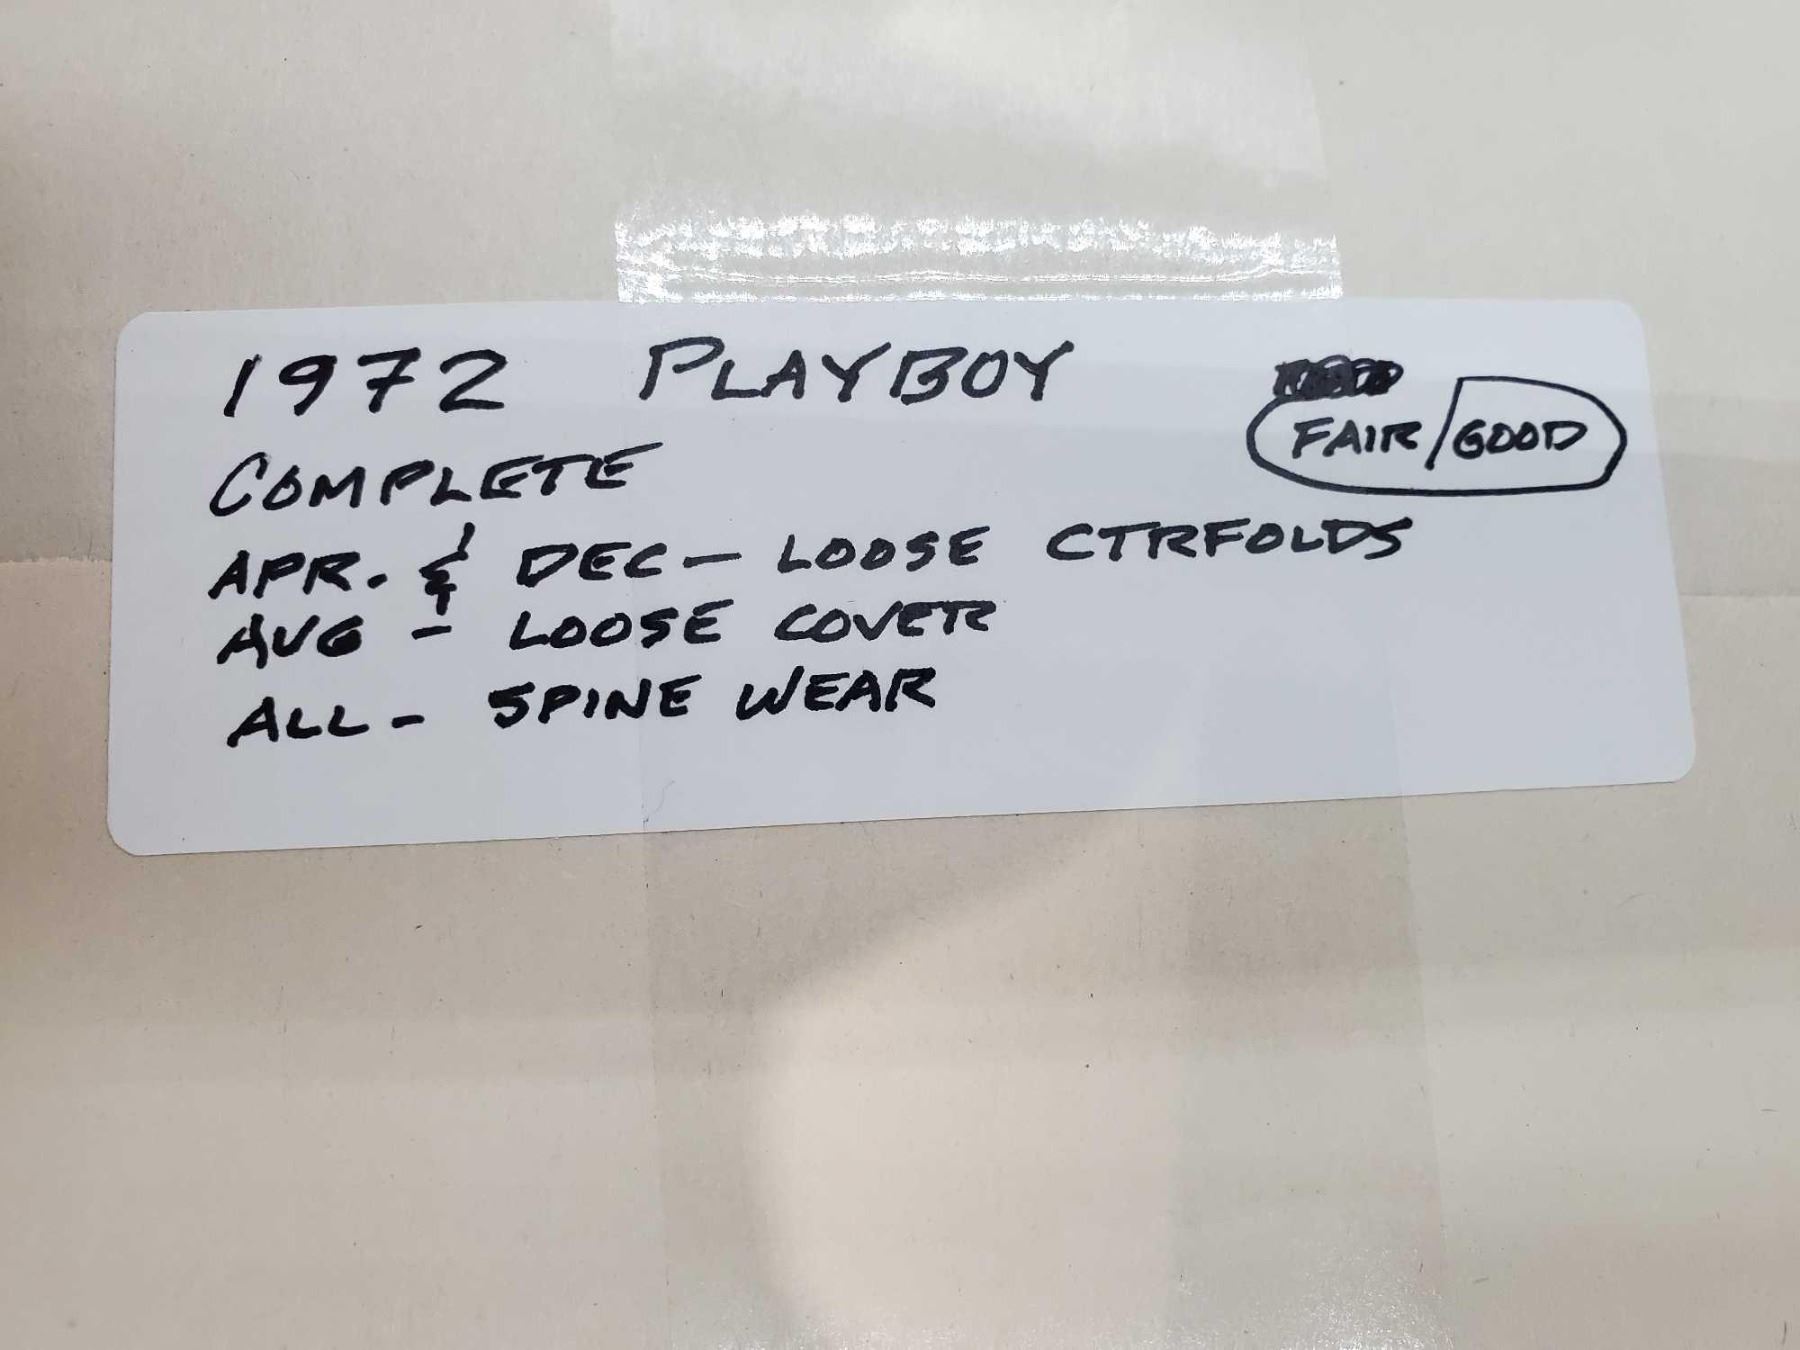 1972 PLAYBOY
FAIR/GOOD
COMPLETE
APR. & DEC - LOOSE CTRFOLDS
AUG - LOOSE COVER
ALL - SPINE WEAR